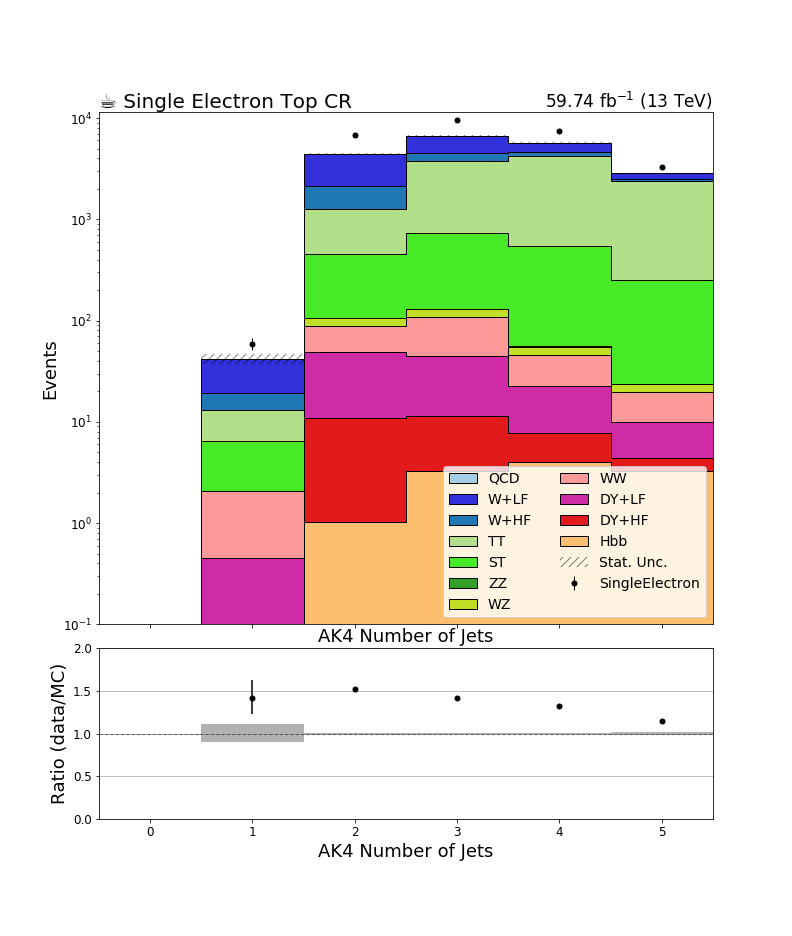 ☕ Single Electron Top CR
59.74 fb⁻¹ (13 TeV)
Events
10⁴
10³
10²
10¹
10⁰
10⁻¹
QCD
W+LF
W+HF
TT
ST
ZZ
WZ
WW
DY+LF
DY+HF
Hbb
Stat. Unc.
SingleElectron
AK4 Number of Jets
Ratio (data/MC)
2.0
1.5
1.0
0.5
0.0
0 1 2 3 4 5
AK4 Number of Jets